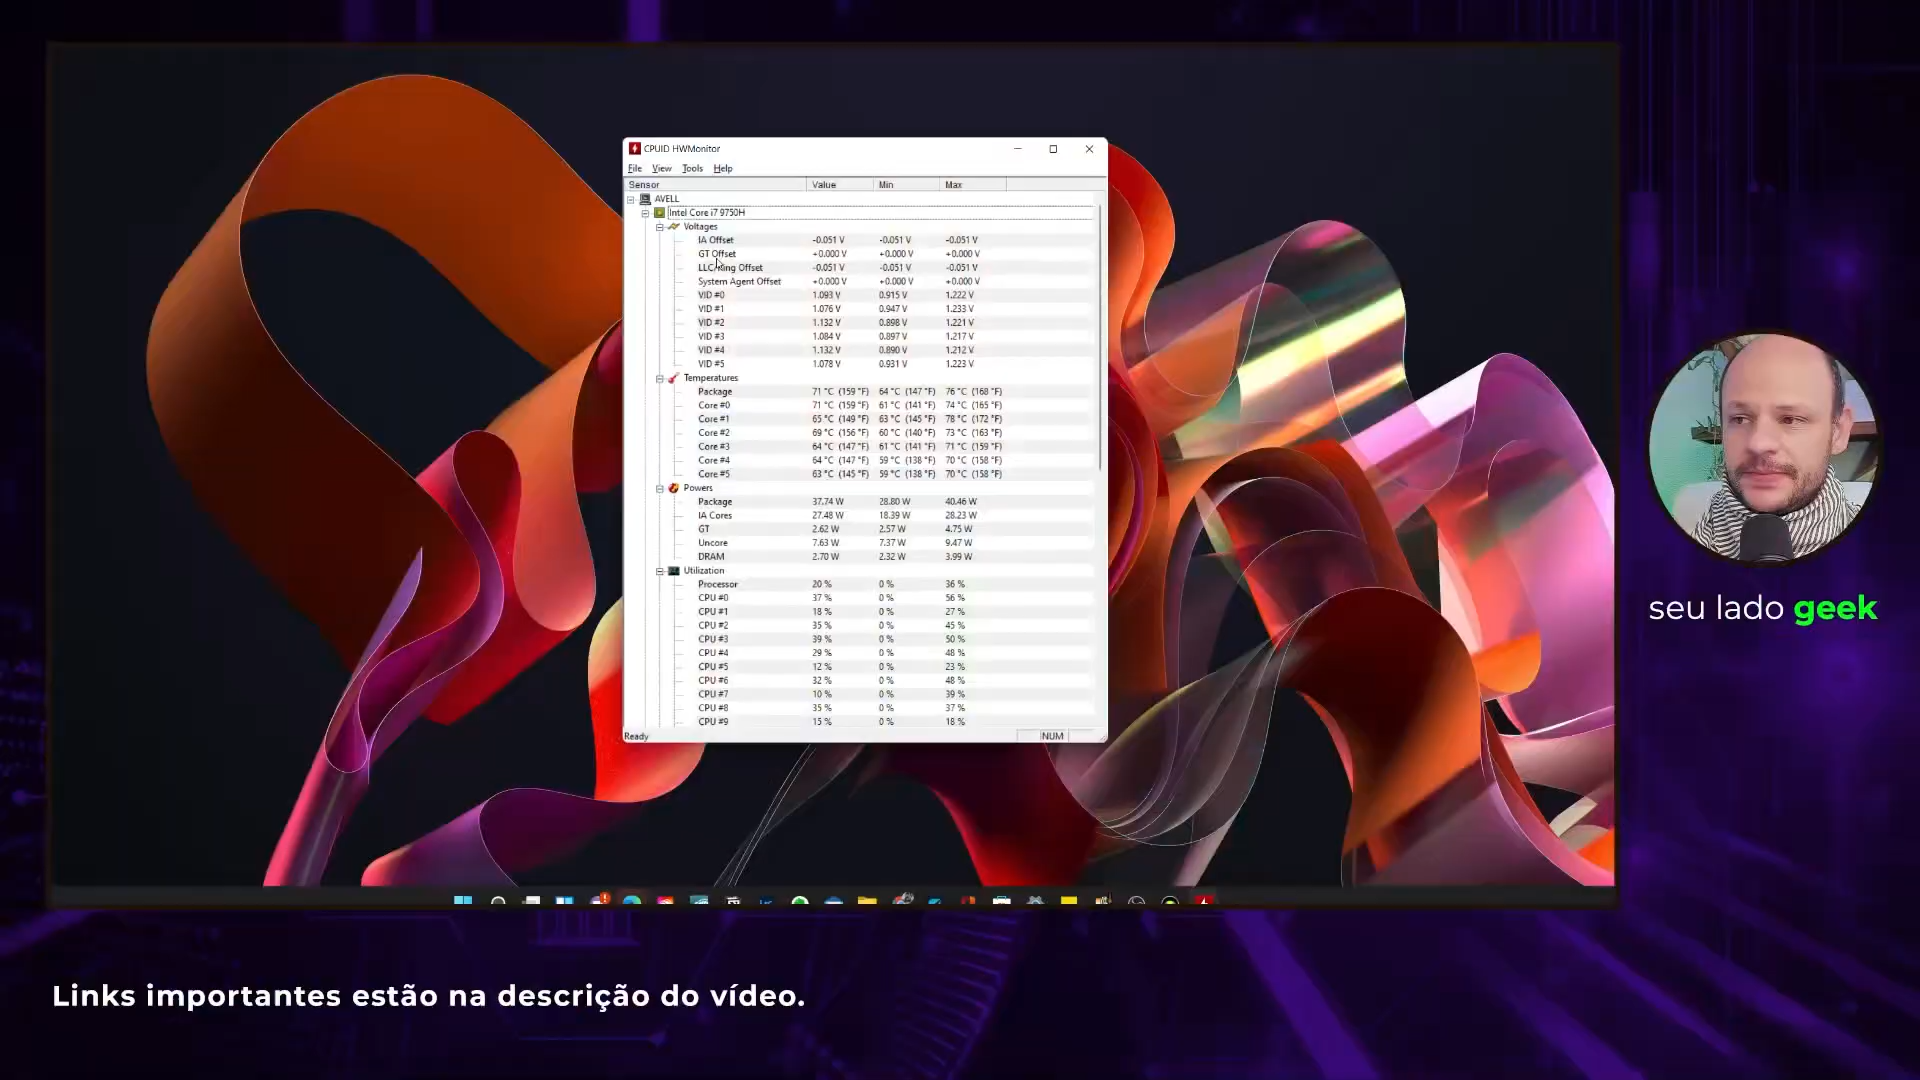 CPUID HWMonitor
File View Tools Help
Sensor Value Min Max
AVELL
Intel Core i7 9750H
Voltages
IA Offset -0.051 V -0.051 V -0.051 V
GT Offset +0.000 V +0.000 V +0.000 V
LLC/Ring Offset -0.051 V -0.051 V -0.051 V
System Agent Offset +0.000 V +0.000 V +0.000 V
VID #0 1.093 V 0.915 V 1.222 V
VID #1 1.076 V 0.947 V 1.233 V
VID #2 1.132 V 0.898 V 1.221 V
VID #3 1.084 V 0.897 V 1.217 V
VID #4 1.132 V 0.890 V 1.212 V
VID #5 1.078 V 0.931 V 1.223 V
Temperatures
Package 71 °C (159 °F) 64 °C (147 °F) 76 °C (168 °F)
Core #0 71 °C (159 °F) 61 °C (141 °F) 74 °C (165 °F)
Core #1 65 °C (149 °F) 63 °C (145 °F) 78 °C (172 °F)
Core #2 69 °C (156 °F) 60 °C (140 °F) 73 °C (163 °F)
Core #3 64 °C (147 °F) 61 °C (141 °F) 71 °C (159 °F)
Core #4 64 °C (147 °F) 59 °C (138 °F) 70 °C (158 °F)
Core #5 63 °C (145 °F) 59 °C (138 °F) 70 °C (158 °F)
Powers
Package 37.74 W 28.80 W 40.46 W
IA Cores 27.48 W 18.39 W 28.23 W
GT 2.62 W 2.57 W 4.75 W
Uncore 7.63 W 7.37 W 9.47 W
DRAM 2.70 W 2.32 W 3.99 W
Utilization
Processor 20 % 0 % 36 %
CPU #0 37 % 0 % 56 %
CPU #1 18 % 0 % 27 %
CPU #2 35 % 0 % 45 %
CPU #3 39 % 0 % 50 %
CPU #4 29 % 0 % 48 %
CPU #5 12 % 0 % 23 %
CPU #6 32 % 0 % 48 %
CPU #7 10 % 0 % 39 %
CPU #8 35 % 0 % 37 %
CPU #9 15 % 0 % 18 %
Ready NUM
seu lado geek
Links importantes estão na descrição do vídeo.